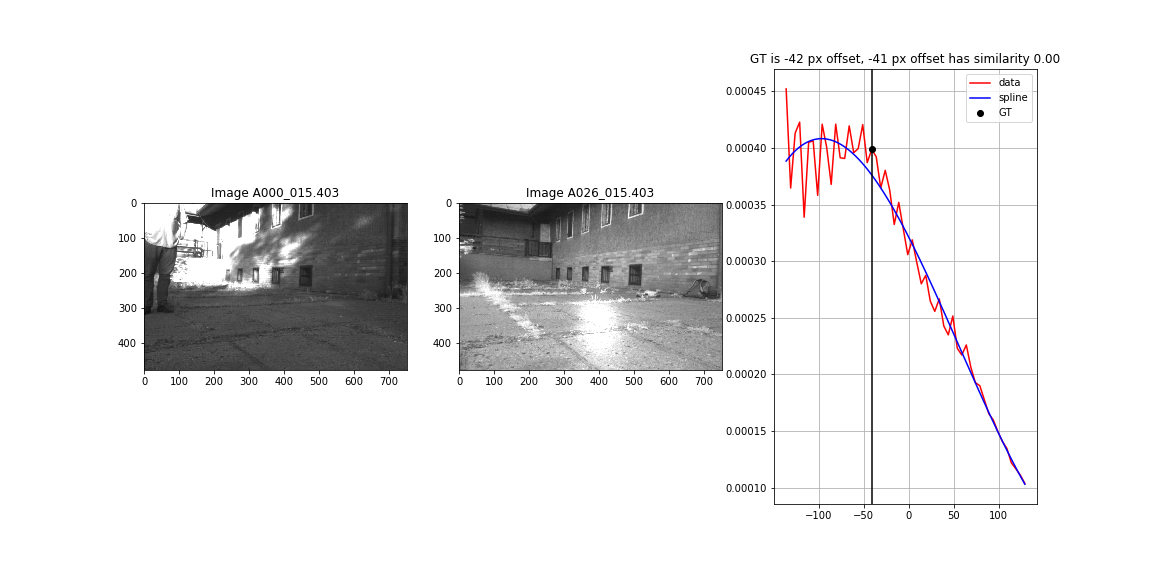 Image A000_015.403
0
100
200
300
400
0 100 200 300 400 500 600 700
Image A026_015.403
0
100
200
300
400
0 100 200 300 400 500 600 700
GT is -42 px offset, -41 px offset has similarity 0.00
data
spline
GT
0.00045
0.00040
0.00035
0.00030
0.00025
0.00020
0.00015
0.00010
−100 −50 0 50 100